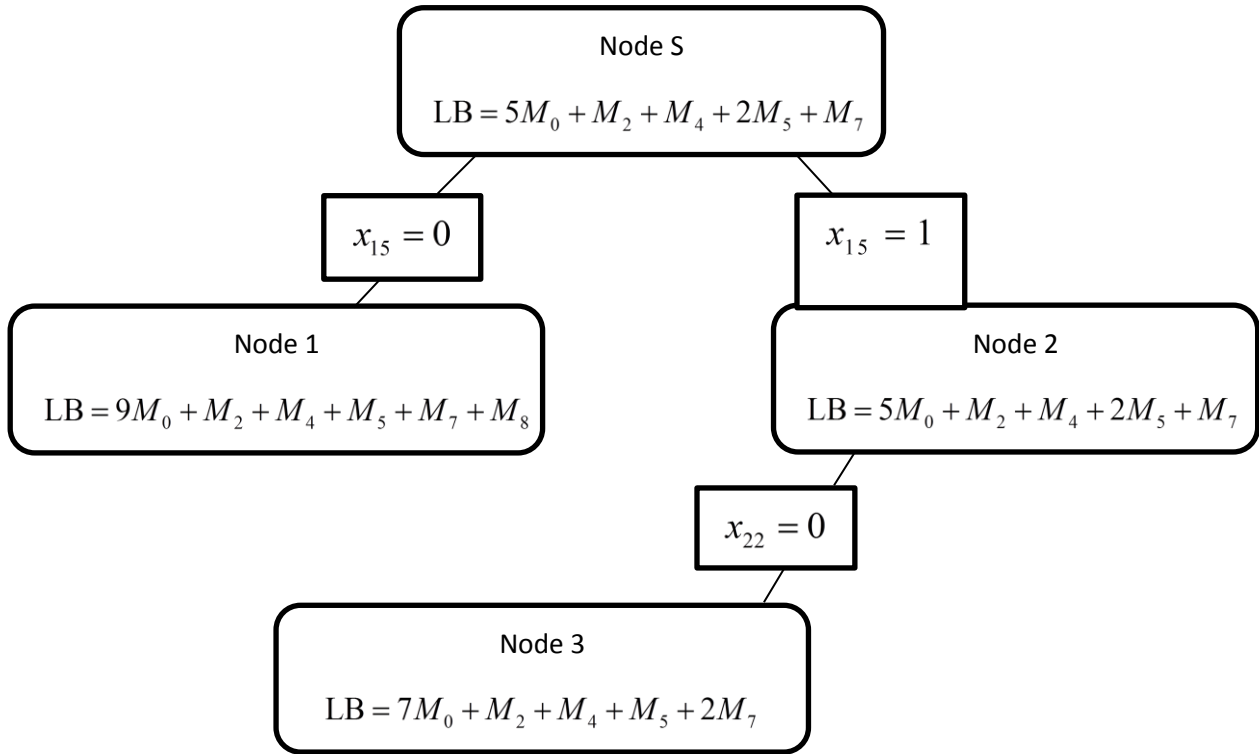 Node S
LB = 5M₀ + M₂ + M₄ + 2M₅ + M₇
x₁₅ = 0
x₁₅ = 1
Node 1
LB = 9M₀ + M₂ + M₄ + M₅ + M₇ + M₈
Node 2
LB = 5M₀ + M₂ + M₄ + 2M₅ + M₇
x₂₂ = 0
Node 3
LB = 7M₀ + M₂ + M₄ + M₅ + 2M₇